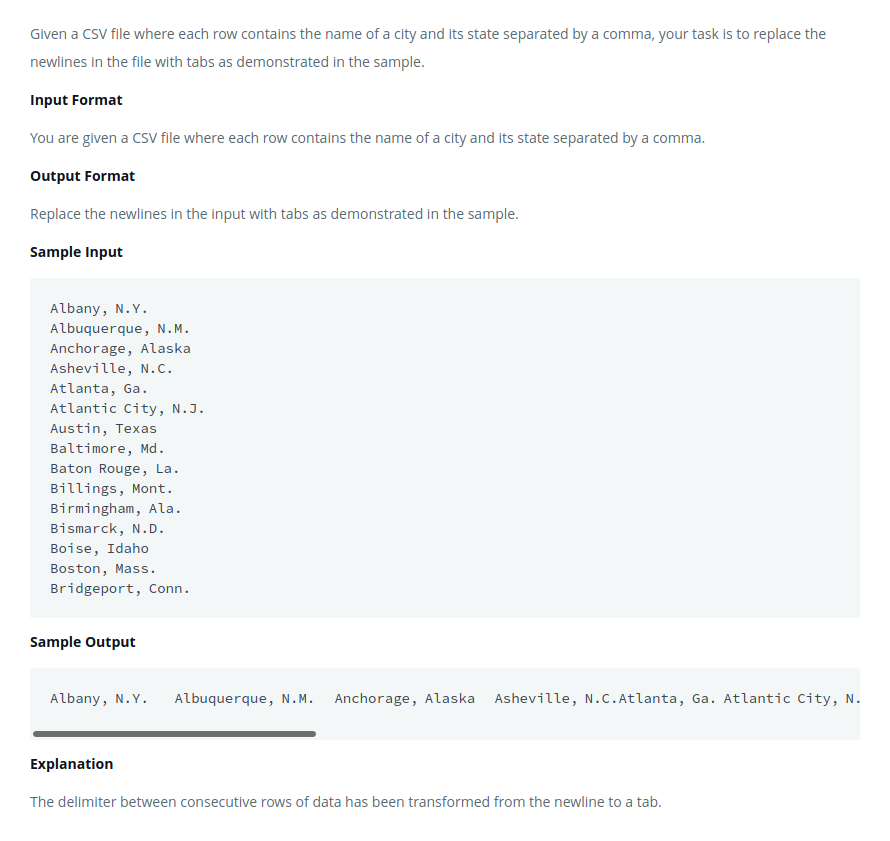 Given a CSV file where each row contains the name of a city and its state separated by a comma, your task is to replace the
newlines in the file with tabs as demonstrated in the sample.
Input Format
You are given a CSV file where each row contains the name of a city and its state separated by a comma.
Output Format
Replace the newlines in the input with tabs as demonstrated in the sample.
Sample Input
Albany, N.Y.
Albuquerque, N.M.
Anchorage, Alaska
Asheville, N.C.
Atlanta, Ga.
Atlantic City, N.J.
Austin, Texas
Baltimore, Md.
Baton Rouge, La.
Billings, Mont.
Birmingham, Ala.
Bismarck, N.D.
Boise, Idaho
Boston, Mass.
Bridgeport, Conn.
Sample Output
Albany, N.Y.   Albuquerque, N.M.  Anchorage, Alaska  Asheville, N.C.Atlanta, Ga. Atlantic City, N.
Explanation
The delimiter between consecutive rows of data has been transformed from the newline to a tab.